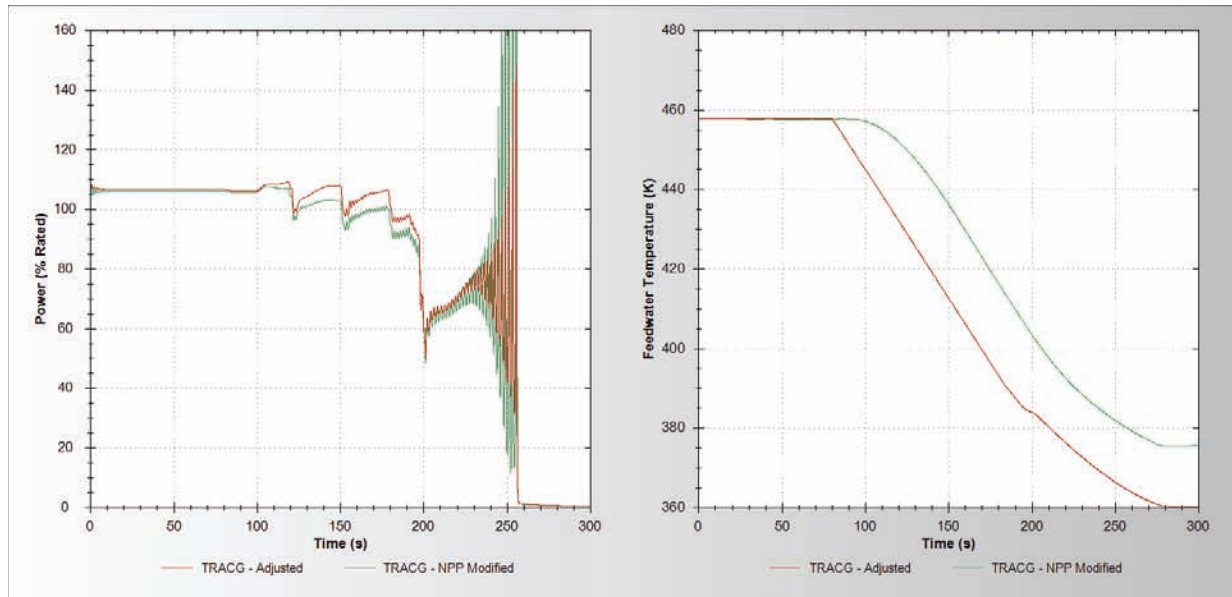 160
140
120
100
80
60
40
20
0
Power (% Rated)
0 50 100 150 200 250 300
Time (s)
TRACG - Adjusted TRACG - NPP Modified
480
460
440
420
400
380
360
Feedwater Temperature (K)
0 50 100 150 200 250 300
Time (s)
TRACG - Adjusted TRACG - NPP Modified